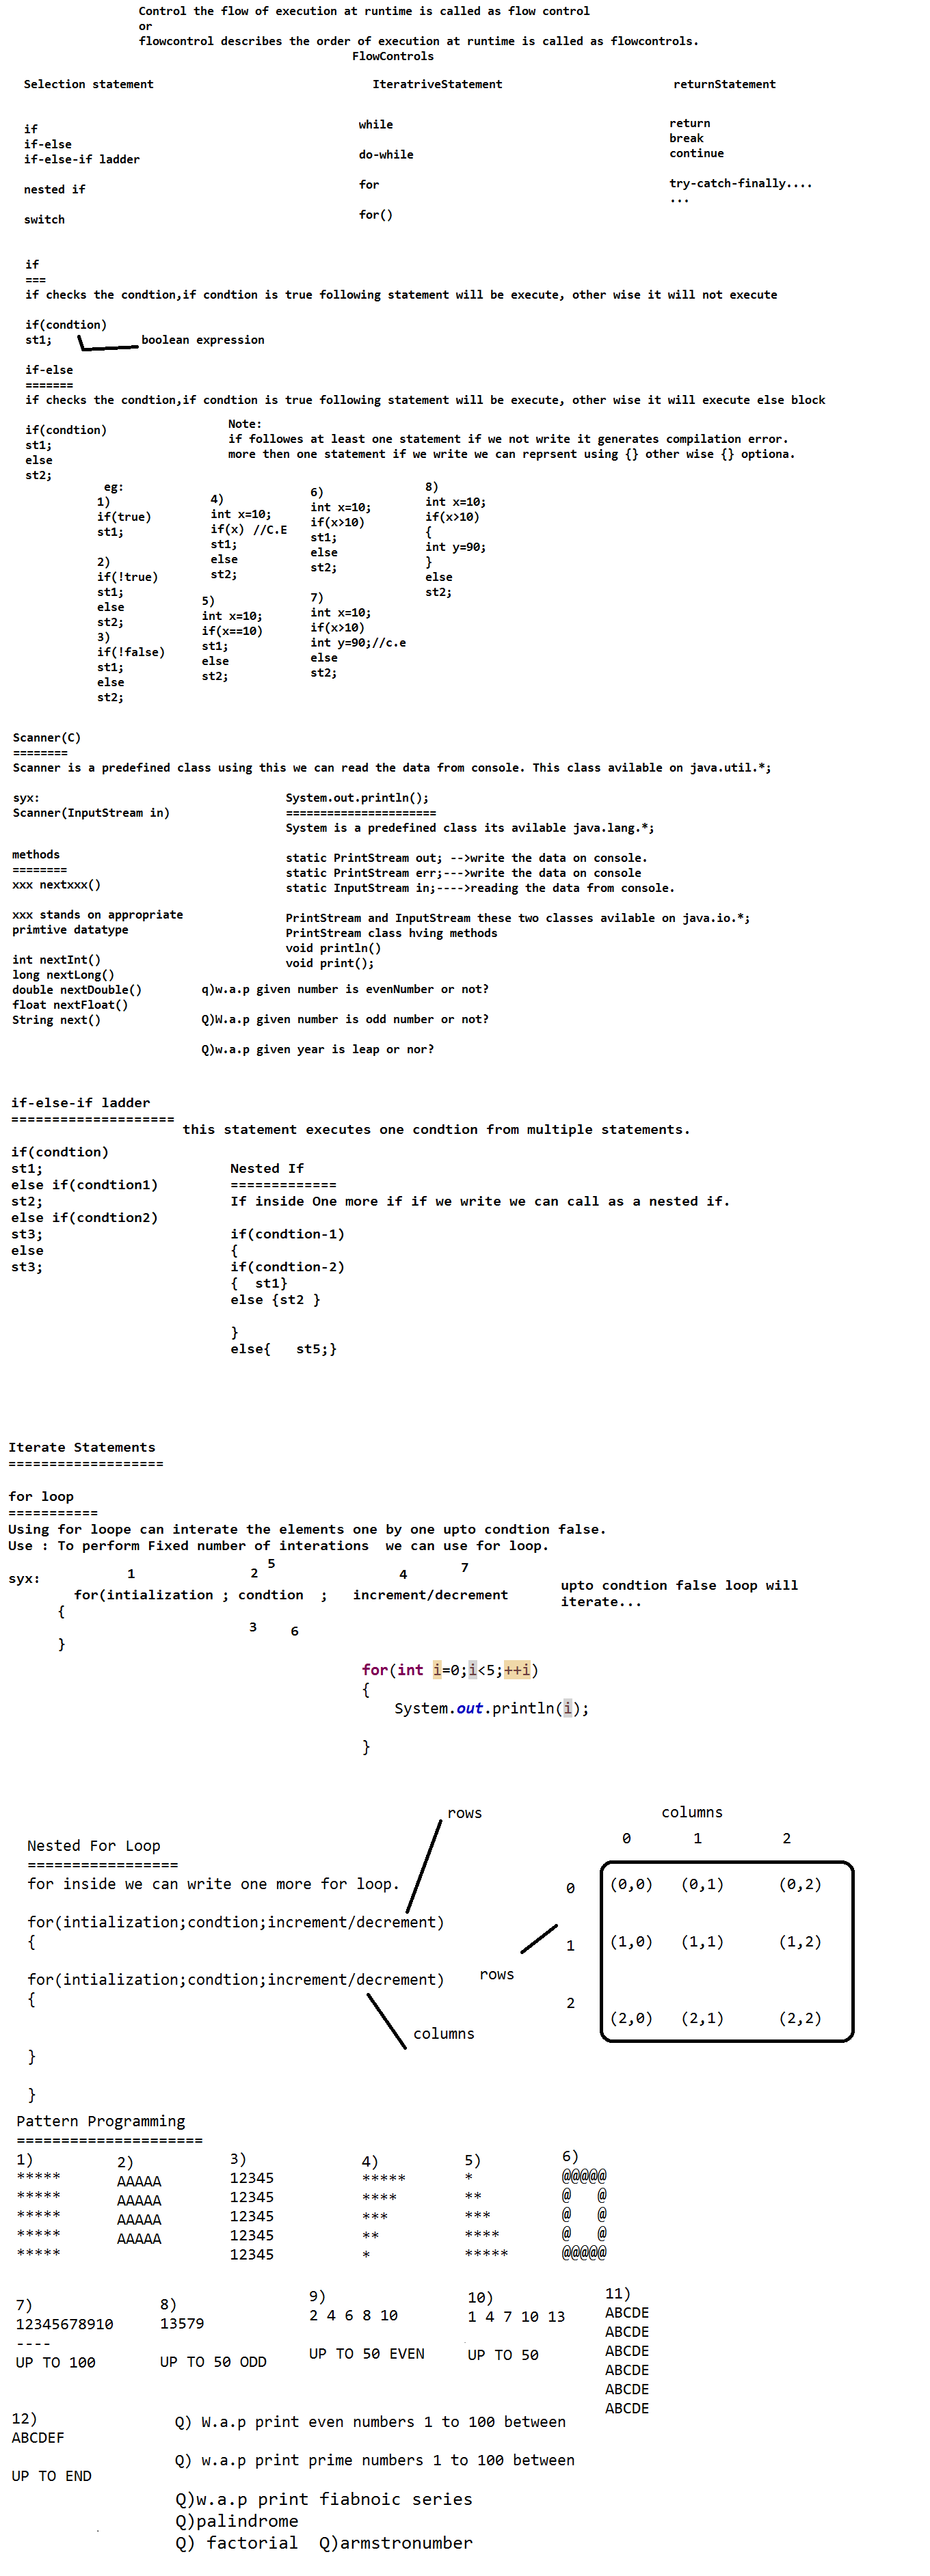 Control the flow of execution at runtime is called as flow control
or
flowcontrol describes the order of execution at runtime is called as flowcontrols.
FlowControls
Selection statement
if
if-else
if-else-if ladder
nested if
switch
IteratriveStatement
while
do-while
for
for()
returnStatement
return
break
continue
try-catch-finally....
...
if
===
if checks the condtion,if condtion is true following statement will be execute, other wise it will not execute
if(condtion)
st1;
boolean expression
if-else
=======
if checks the condtion,if condtion is true following statement will be execute, other wise it will execute else block
if(condtion)
st1;
else
st2;
Note:
if followes at least one statement if we not write it generates compilation error.
more then one statement if we write we can reprsent using {} other wise {} optiona.
eg:
1)
if(true)
st1;
2)
if(!true)
st1;
else
st2;
3)
if(!false)
st1;
else
st2;
4)
int x=10;
if(x) //C.E
st1;
else
st2;
5)
int x=10;
if(x==10)
st1;
else
st2;
6)
int x=10;
if(x>10)
st1;
else
st2;
7)
int x=10;
if(x>10)
int y=90;//c.e
else
st2;
8)
int x=10;
if(x>10)
{
int y=90;
}
else
st2;
Scanner(C)
========
Scanner is a predefined class using this we can read the data from console. This class avilable on java.util.*;
syx:
Scanner(InputStream in)
methods
========
xxx nextxxx()
xxx stands on appropriate
primtive datatype
int nextInt()
long nextLong()
double nextDouble()
float nextFloat()
String next()
System.out.println();
======================
System is a predefined class its avilable java.lang.*;
static PrintStream out; -->write the data on console.
static PrintStream err;--->write the data on console
static InputStream in;---->reading the data from console.
PrintStream and InputStream these two classes avilable on java.io.*;
PrintStream class hving methods
void println()
void print();
q)w.a.p given number is evenNumber or not?
Q)W.a.p given number is odd number or not?
Q)w.a.p given year is leap or nor?
if-else-if ladder
====================
this statement executes one condtion from multiple statements.
if(condtion)
st1;
else if(condtion1)
st2;
else if(condtion2)
st3;
else
st3;
Nested If
=============
If inside One more if if we write we can call as a nested if.
if(condtion-1)
{
if(condtion-2)
{  st1}
else {st2 }
}
else{   st5;}
Iterate Statements
===================
for loop
===========
Using for loope can interate the elements one by one upto condtion false.
Use : To perform Fixed number of interations  we can use for loop.
syx:
1 2 5 4 7
for(intialization ; condtion  ;   increment/decrement
{
3 6
}
upto condtion false loop will
iterate...
for(int i=0;i<5;++i)
{
System.out.println(i);
}
Nested For Loop
=================
for inside we can write one more for loop.
rows
for(intialization;condtion;increment/decrement)
{
for(intialization;condtion;increment/decrement)
{
columns
}
}
columns
0 1 2
0 (0,0) (0,1) (0,2)
1 (1,0) (1,1) (1,2)
rows
2 (2,0) (2,1) (2,2)
Pattern Programming
=====================
1)
*****
*****
*****
*****
*****
2)
AAAAA
AAAAA
AAAAA
AAAAA
3)
12345
12345
12345
12345
12345
4)
*****
****
***
**
*
5)
*
**
***
****
*****
6)
@@@@@
@   @
@   @
@   @
@@@@@
7)
12345678910
----
UP TO 100
8)
13579
UP TO 50 ODD
9)
2 4 6 8 10
UP TO 50 EVEN
10)
1 4 7 10 13
UP TO 50
11)
ABCDE
ABCDE
ABCDE
ABCDE
ABCDE
ABCDE
12)
ABCDEF
UP TO END
Q) W.a.p print even numbers 1 to 100 between
Q) w.a.p print prime numbers 1 to 100 between
Q)w.a.p print fiabnoic series
Q)palindrome
Q) factorial  Q)armstronumber